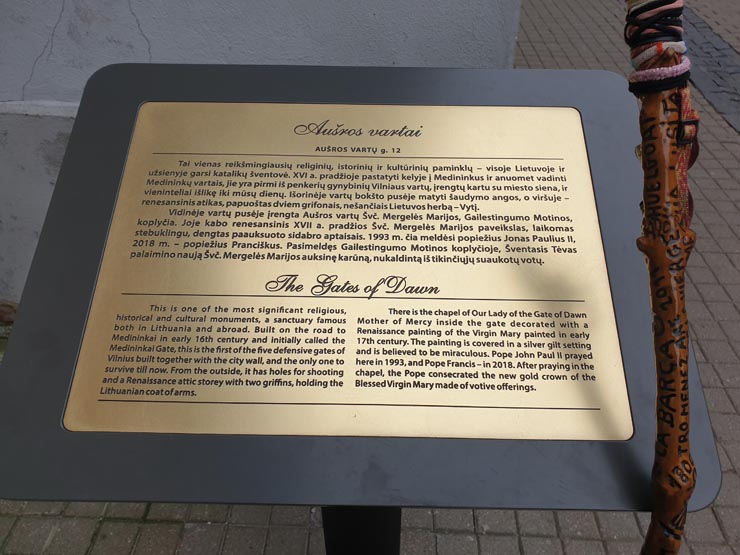 Aušros vartai
AUŠROS VARTŲ g. 12
Tai vienas reikšmingiausių religinių, istorinių ir kultūrinių paminklų – visoje Lietuvoje ir
užsienyje garsi katalikų šventovė. XVI a. pradžioje pastatyti kelyje į Medininkus ir anuomet vadinti
Medininkų vartais, jie yra pirmi iš penkerių gynybinių Vilniaus vartų, įrengtų kartu su miesto siena, ir
vieninteliai išlikę iki mūsų dienų. Išorinėje vartų bokšto pusėje matyti šaudymo angos, o viršuje –
renesansinis atikas, papuoštas dviem grifonais, nešančiais Lietuvos herbą – Vytį.
Vidinėje vartų pusėje įrengta Aušros vartų Švč. Mergelės Marijos, Gailestingumo Motinos,
koplyčia. Joje kabo renesansinis XVII a. pradžios Švč. Mergelės Marijos paveikslas, laikomas
stebuklingu, dengtas paauksuoto sidabro aptaisais. 1993 m. čia meldėsi popiežius Jonas Paulius II,
2018 m. – popiežius Pranciškus. Pasimeldęs Gailestingumo Motinos koplyčioje, Šventasis Tėvas
palaimino naują Švč. Mergelės Marijos auksinę karūną, nukaldintą iš tikinčiųjų suaukotų votų.
The Gates of Dawn
This is one of the most significant religious,
historical and cultural monuments, a sanctuary famous
both in Lithuania and abroad. Built on the road to
Medininkai in early 16th century and initially called the
Medininkai Gate, this is the first of the five defensive gates of
Vilnius built together with the city wall, and the only one to
survive till now. From the outside, it has holes for shooting
and a Renaissance attic storey with two griffins, holding the
Lithuanian coat of arms.
There is the chapel of Our Lady of the Gate of Dawn
Mother of Mercy inside the gate decorated with a
Renaissance painting of the Virgin Mary painted in early
17th century. The painting is covered in a silver gilt setting
and is believed to be miraculous. Pope John Paul II prayed
here in 1993, and Pope Francis – in 2018. After praying in the
chapel, the Pope consecrated the new gold crown of the
Blessed Virgin Mary made of votive offerings.
LA BARCA
2011
180